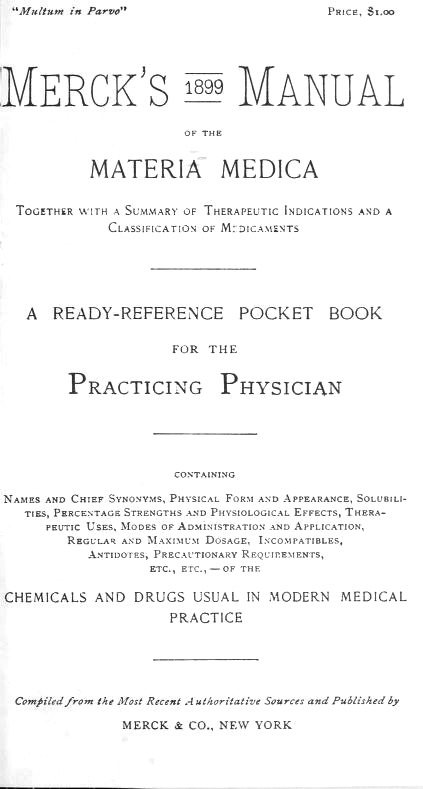 "Multum in Parvo" PRICE, $1.00
MERCK'S 1899 MANUAL
OF THE
MATERIA MEDICA
TOGETHER WITH A SUMMARY OF THERAPEUTIC INDICATIONS AND A
CLASSIFICATION OF MEDICAMENTS
A READY-REFERENCE POCKET BOOK
FOR THE
PRACTICING PHYSICIAN
CONTAINING
NAMES AND CHIEF SYNONYMS, PHYSICAL FORM AND APPEARANCE, SOLUBILI-
TIES, PERCENTAGE STRENGTHS AND PHYSIOLOGICAL EFFECTS, THERA-
PEUTIC USES, MODES OF ADMINISTRATION AND APPLICATION,
REGULAR AND MAXIMUM DOSAGE, INCOMPATIBLES,
ANTIDOTES, PRECAUTIONARY REQUIREMENTS,
ETC., ETC., — OF THE
CHEMICALS AND DRUGS USUAL IN MODERN MEDICAL
PRACTICE
Compiled from the Most Recent Authoritative Sources and Published by
MERCK & CO., NEW YORK